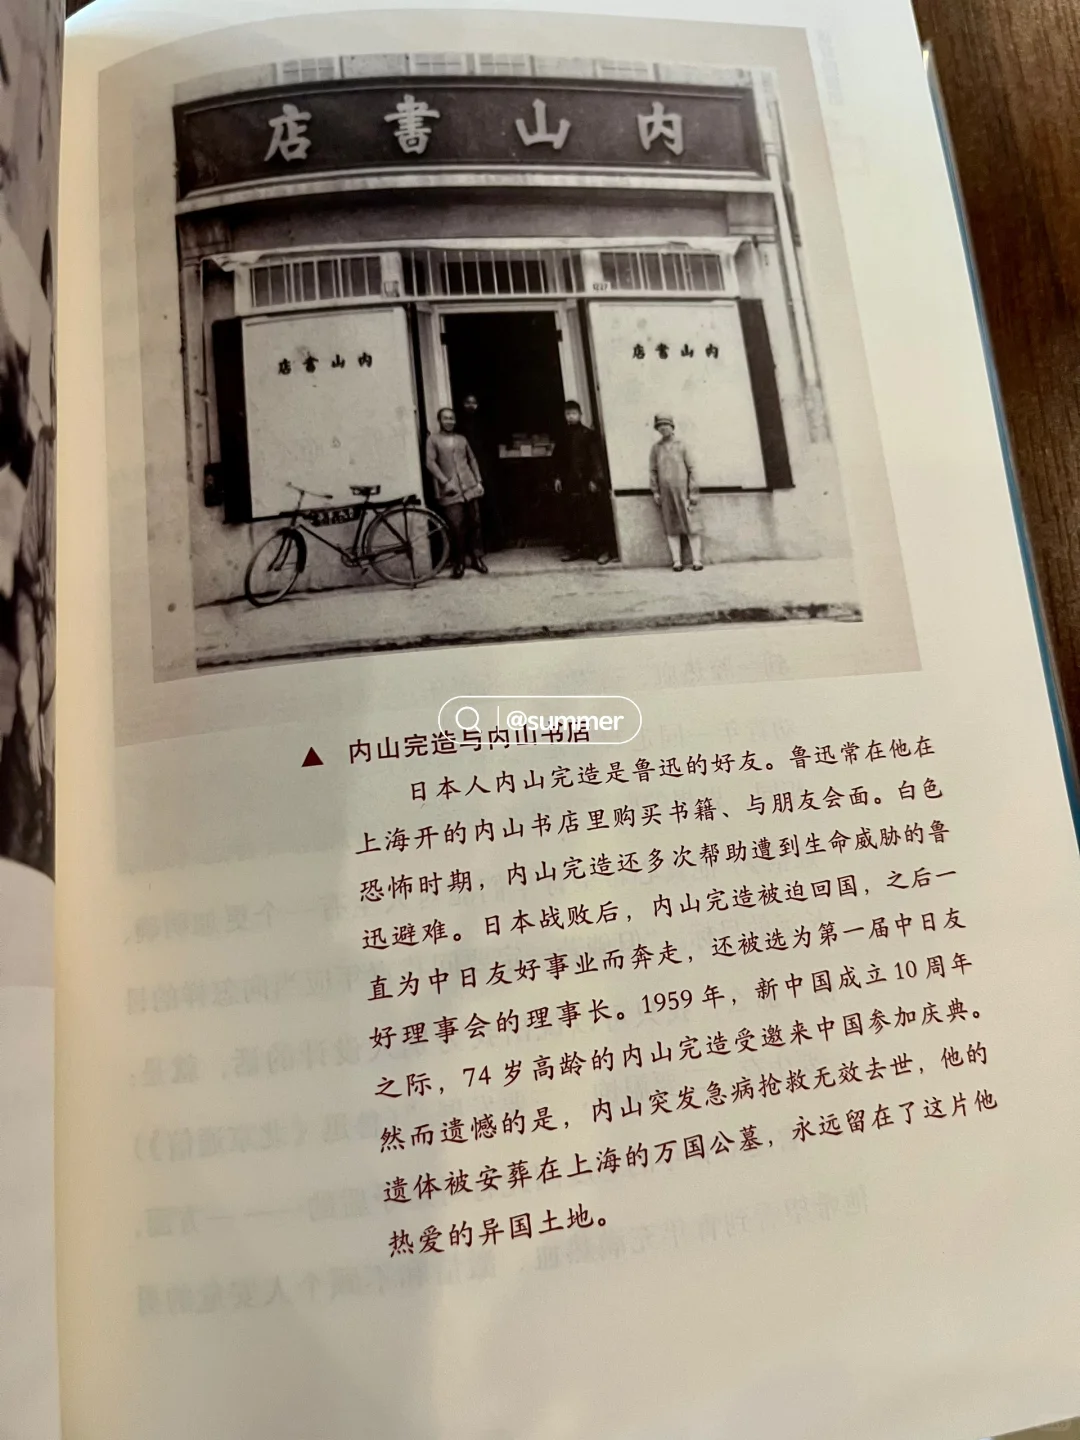 内山書店
内山書店
内山書店
@summer
▲ 内山完造与内山书店
日本人内山完造是鲁迅的好友。鲁迅常在他在
上海开的内山书店里购买书籍、与朋友会面。白色
恐怖时期，内山完造还多次帮助遭到生命威胁的鲁
迅避难。日本战败后，内山完造被迫回国，之后一
直为中日友好事业而奔走，还被选为第一届中日友
好理事会的理事长。1959 年，新中国成立 10 周年
之际，74 岁高龄的内山完造受邀来中国参加庆典。
然而遗憾的是，内山突发急病抢救无效去世，他的
遗体被安葬在上海的万国公墓，永远留在了这片他
热爱的异国土地。